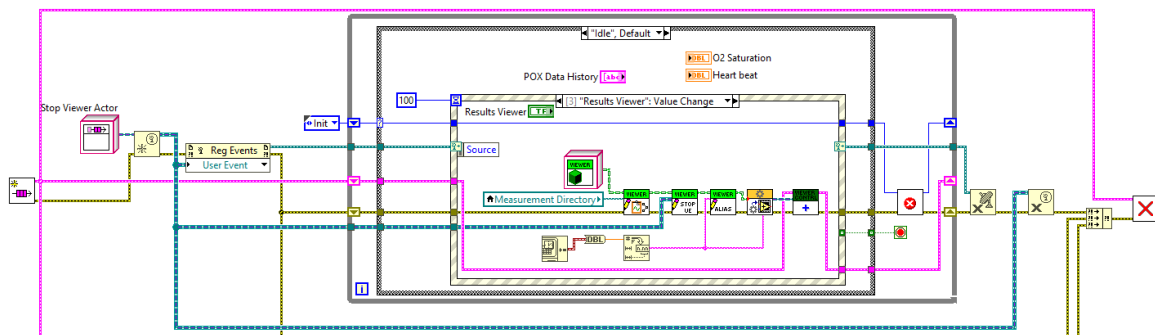 "Idle", Default
O2 Saturation
DBL
POX Data History
abc
DBL
Heart beat
100
[3] "Results Viewer": Value Change
Stop Viewer Actor
Results Viewer
TF
Init
Reg Events
User Event
Source
VIEWER
Measurement Directory
VIEWER
VIEWER
STOP
UE
VIEWER
ALIAS
DBL
i